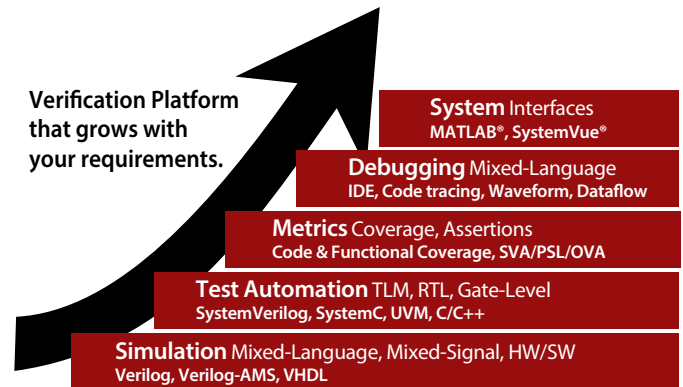 Verification Platform
that grows with
your requirements.
System Interfaces
MATLAB®, SystemVue®
Debugging Mixed-Language
IDE, Code tracing, Waveform, Dataflow
Metrics Coverage, Assertions
Code & Functional Coverage, SVA/PSL/OVA
Test Automation TLM, RTL, Gate-Level
SystemVerilog, SystemC, UVM, C/C++
Simulation Mixed-Language, Mixed-Signal, HW/SW
Verilog, Verilog-AMS, VHDL